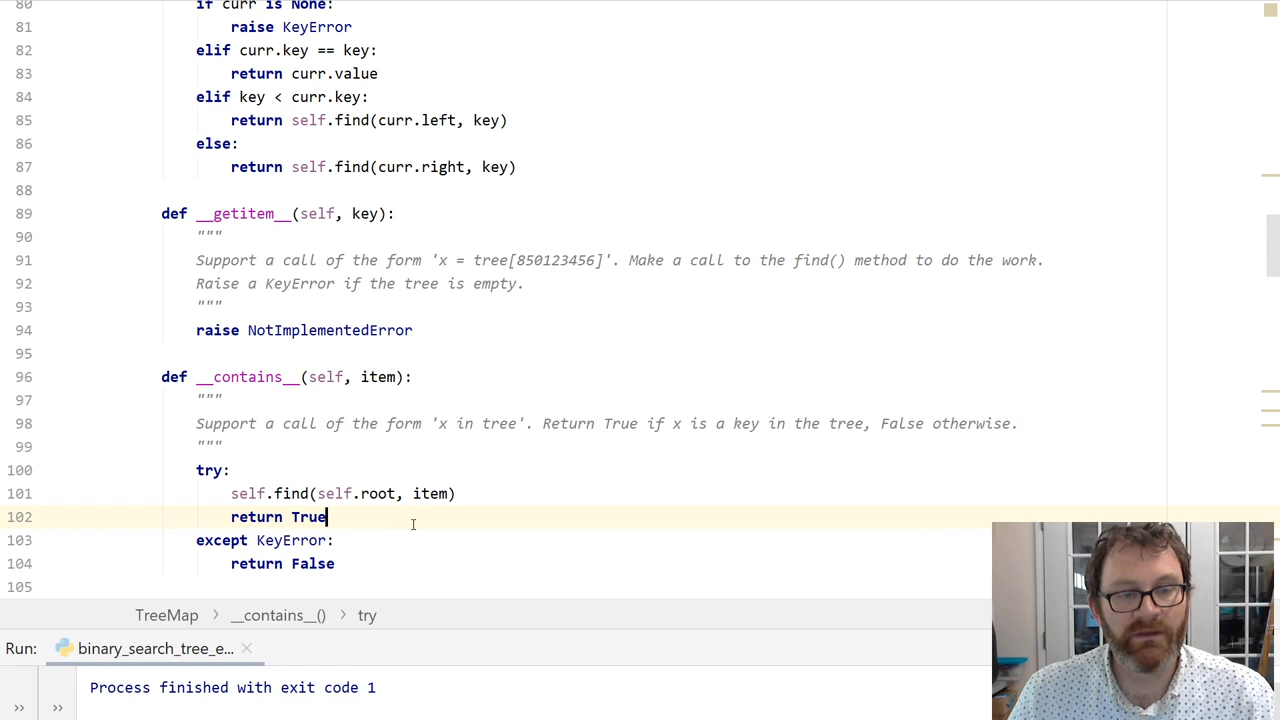 80 if curr is None:
81 raise KeyError
82 elif curr.key == key:
83 return curr.value
84 elif key < curr.key:
85 return self.find(curr.left, key)
86 else:
87 return self.find(curr.right, key)
88
89 def __getitem__(self, key):
90 """
91 Support a call of the form 'x = tree[850123456]'. Make a call to the find() method to do the work.
92 Raise a KeyError if the tree is empty.
93 """
94 raise NotImplementedError
95
96 def __contains__(self, item):
97 """
98 Support a call of the form 'x in tree'. Return True if x is a key in the tree, False otherwise.
99 """
100 try:
101 self.find(self.root, item)
102 return True
103 except KeyError:
104 return False
105
TreeMap > __contains__() > try
Run: binary_search_tree_e... ×
>> >> Process finished with exit code 1